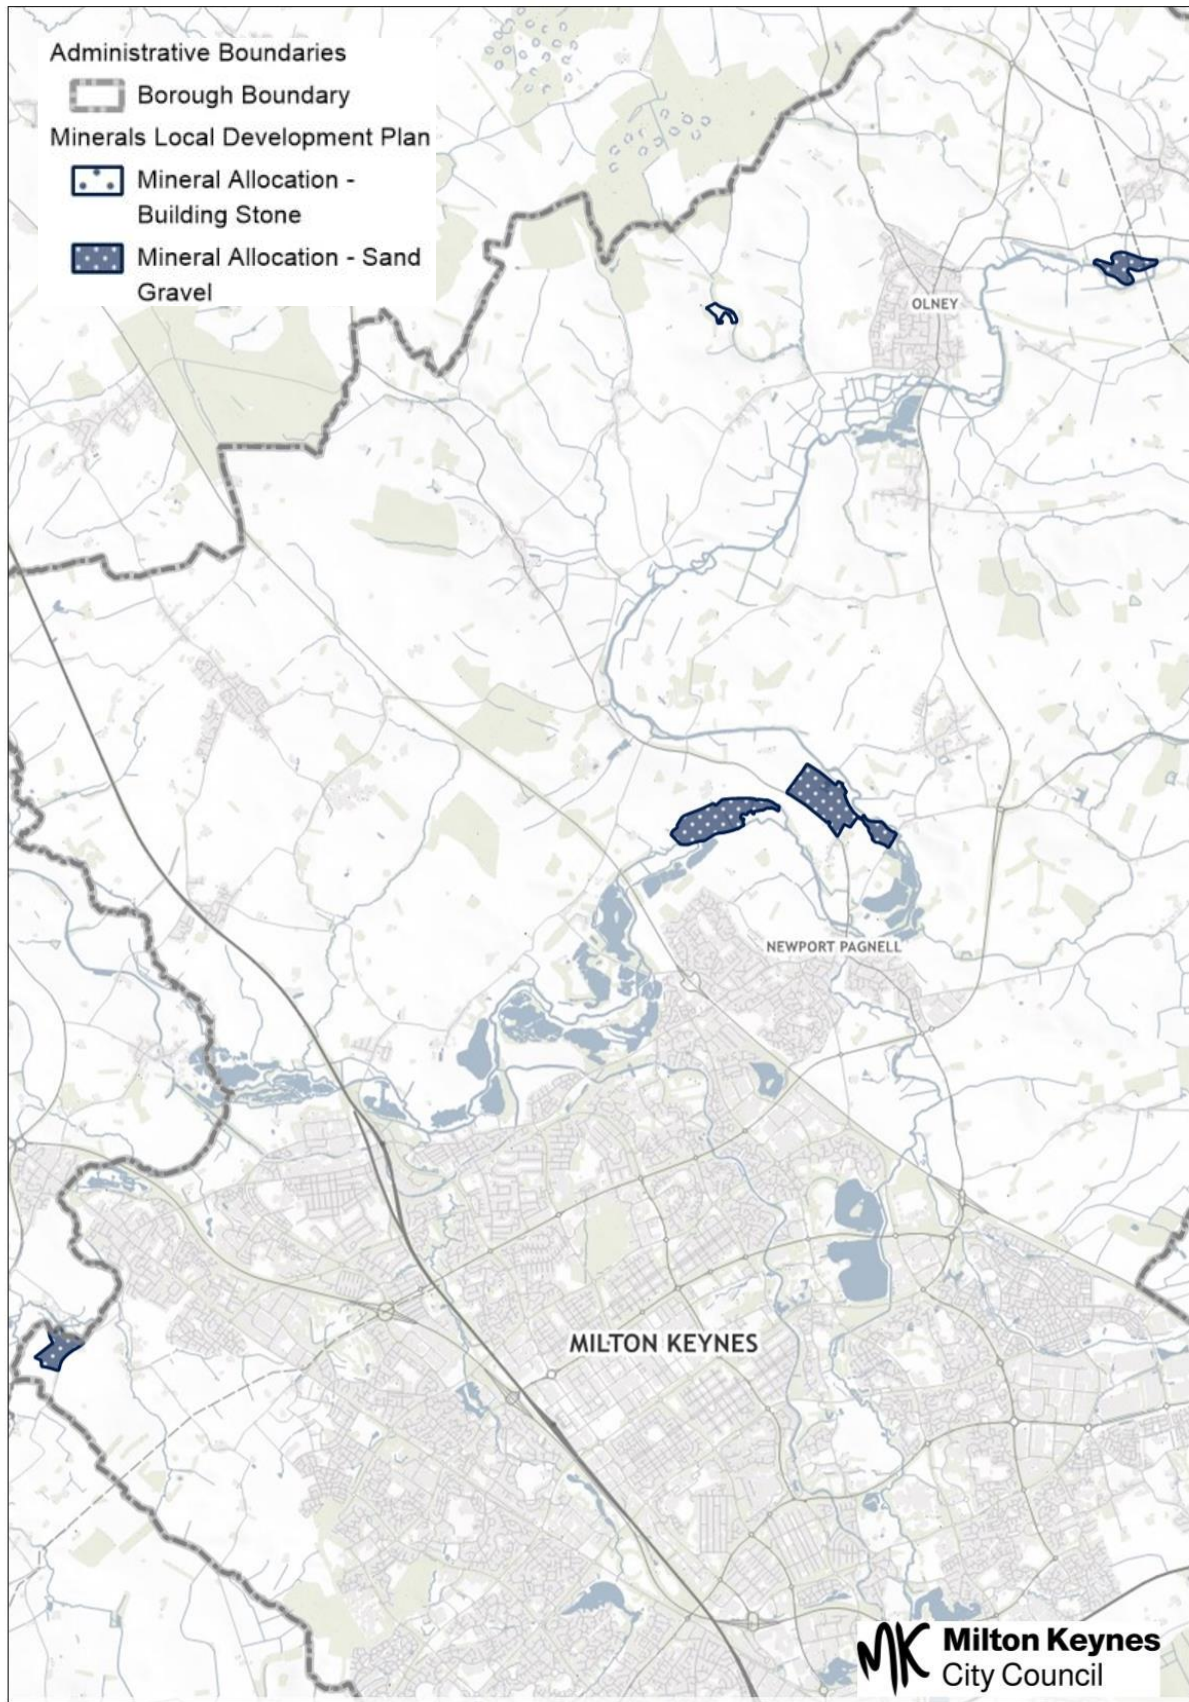 Administrative Boundaries
Borough Boundary
Minerals Local Development Plan
Mineral Allocation -
Building Stone
Mineral Allocation - Sand
Gravel
OLNEY
NEWPORT PAGNELL
MILTON KEYNES
MK Milton Keynes
City Council